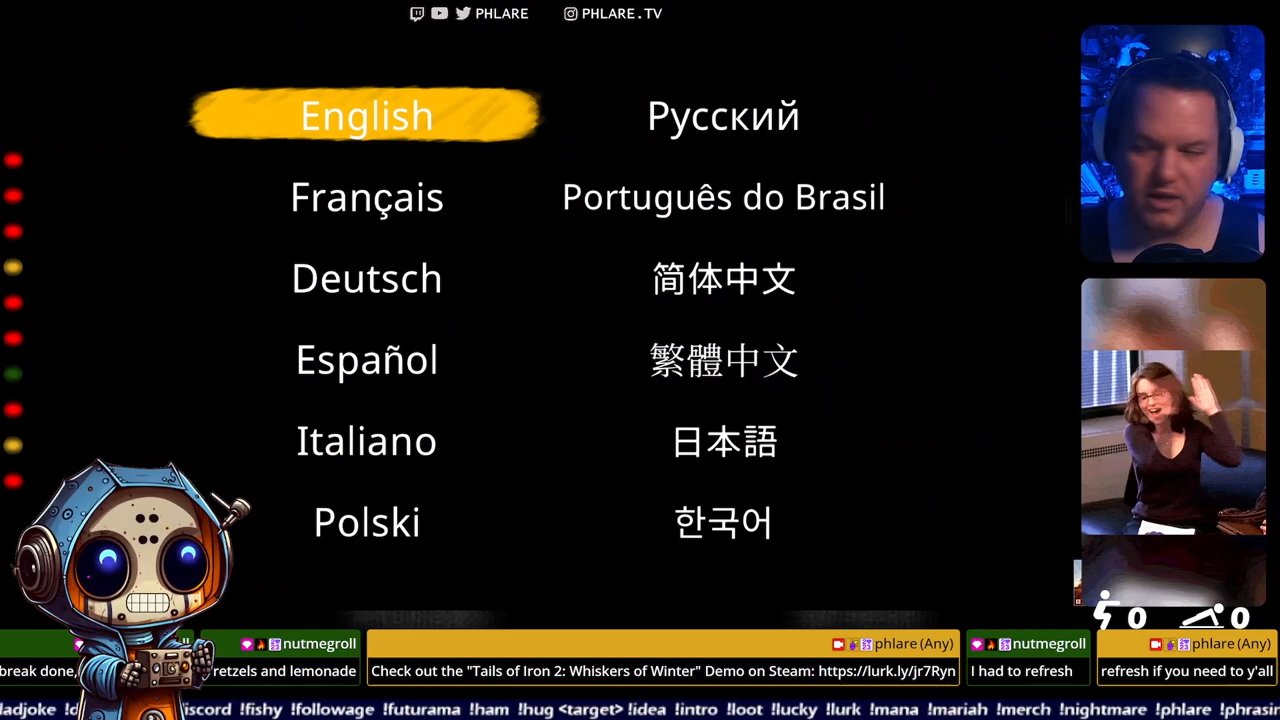 PHLARE PHLARE.TV
English
Русский
Français
Português do Brasil
Deutsch
简体中文
Español
繁體中文
Italiano
日本語
Polski
한국어
0 0
nutmegroll
phlare (Any)
nutmegroll
phlare (Any)
break done,
retzels and lemonade
Check out the "Tails of Iron 2: Whiskers of Winter" Demo on Steam: https://lurk.ly/jr7Ryn
I had to refresh
refresh if you need to y'all
!fishy !followage !futurama !ham !hug <target> !idea !intro !loot !lucky !lurk !mana !mariah !merch !nightmare !phlare